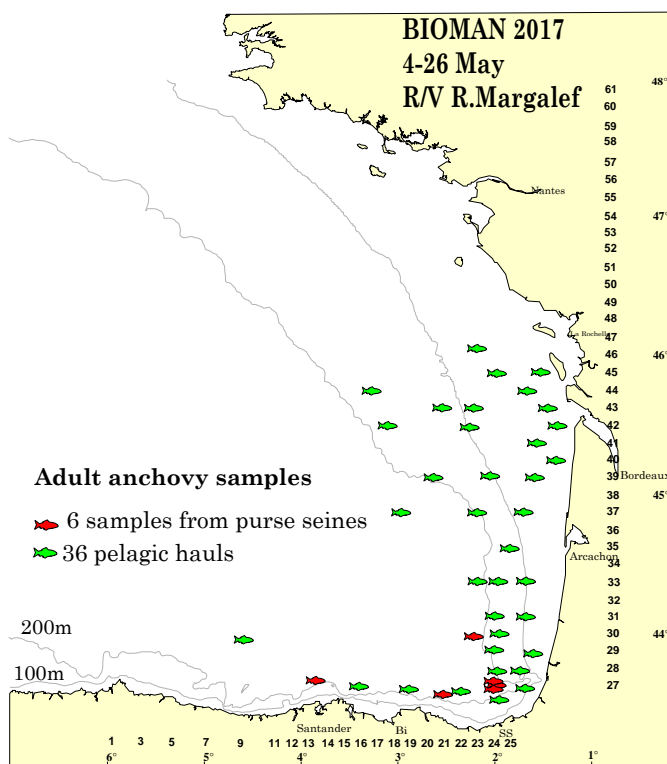 BIOMAN 2017
4-26 May
R/V R.Margalef
48°
61
60
59
58
57
56
Nantes
55
54
47°
53
52
51
50
49
48
47
La Rochelle
46
46°
45
44
43
42
41
40
Adult anchovy samples
39
Bordeaux
38
45°
6 samples from purse seines
37
36
36 pelagic hauls
35
Arcachon
34
33
32
31
200m
30
44°
29
28
100m
27
Santander
Bi
SS
1 3 5 7 9 11 12 13 14 15 16 17 18 19 20 21 22 23 24 25
6° 5° 4° 3° 2° 1°